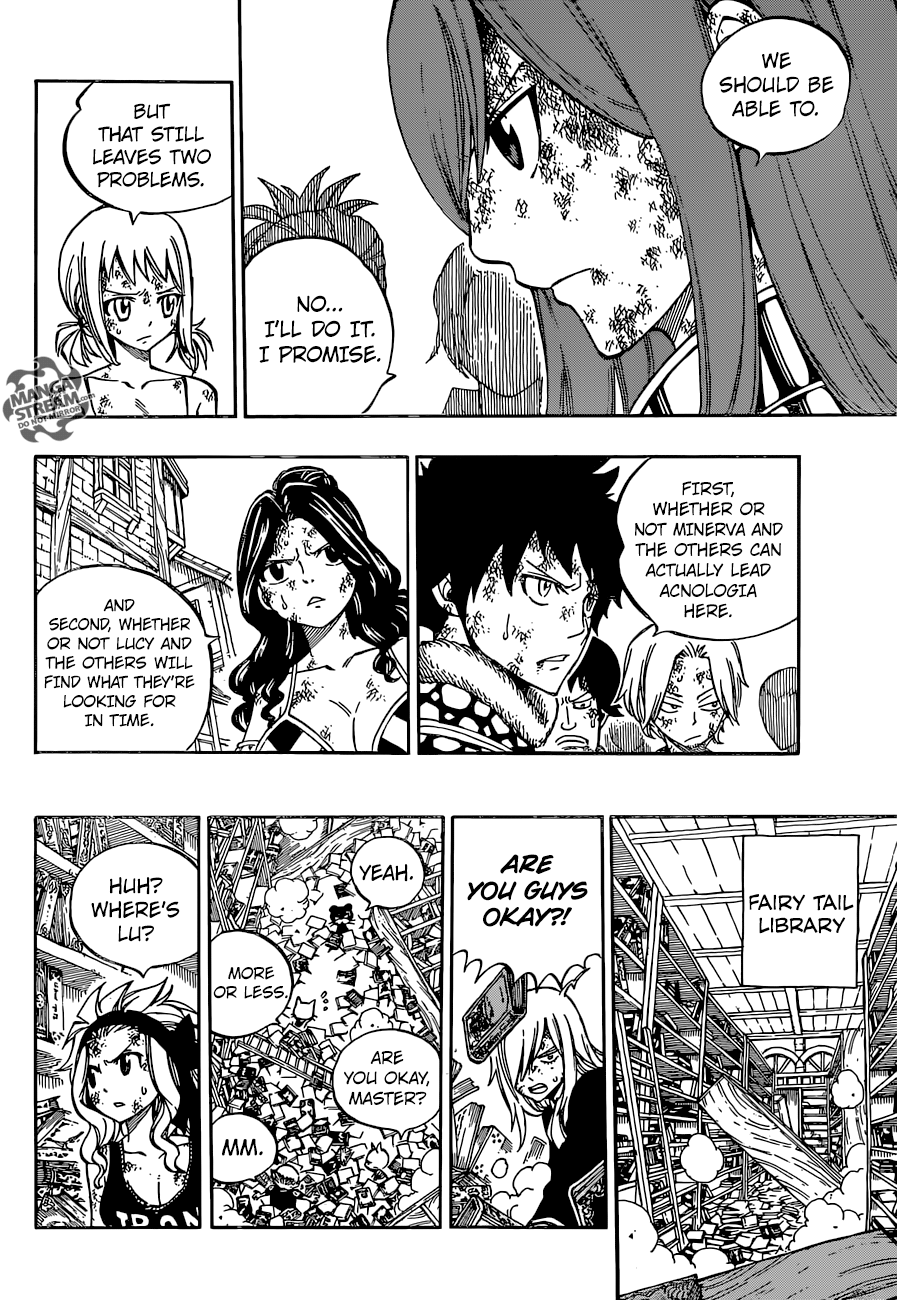 WE
SHOULD BE
ABLE TO.
NO...
I'LL DO IT.
I PROMISE.
BUT
THAT STILL
LEAVES TWO
PROBLEMS.
MANGA
STREAM.com
DO NOT MIRROR
FIRST,
WHETHER OR
NOT MINERVA AND
THE OTHERS CAN
ACTUALLY LEAD
ACNOLOGIA
HERE.
AND
SECOND, WHETHER
OR NOT LUCY AND
THE OTHERS WILL
FIND WHAT THEY'RE
LOOKING FOR
IN TIME.
FAIRY TAIL
LIBRARY
ARE
YOU GUYS
OKAY?!
YEAH.
MORE
OR LESS.
ARE
YOU OKAY,
MASTER?
MM.
HUH?
WHERE'S
LU?